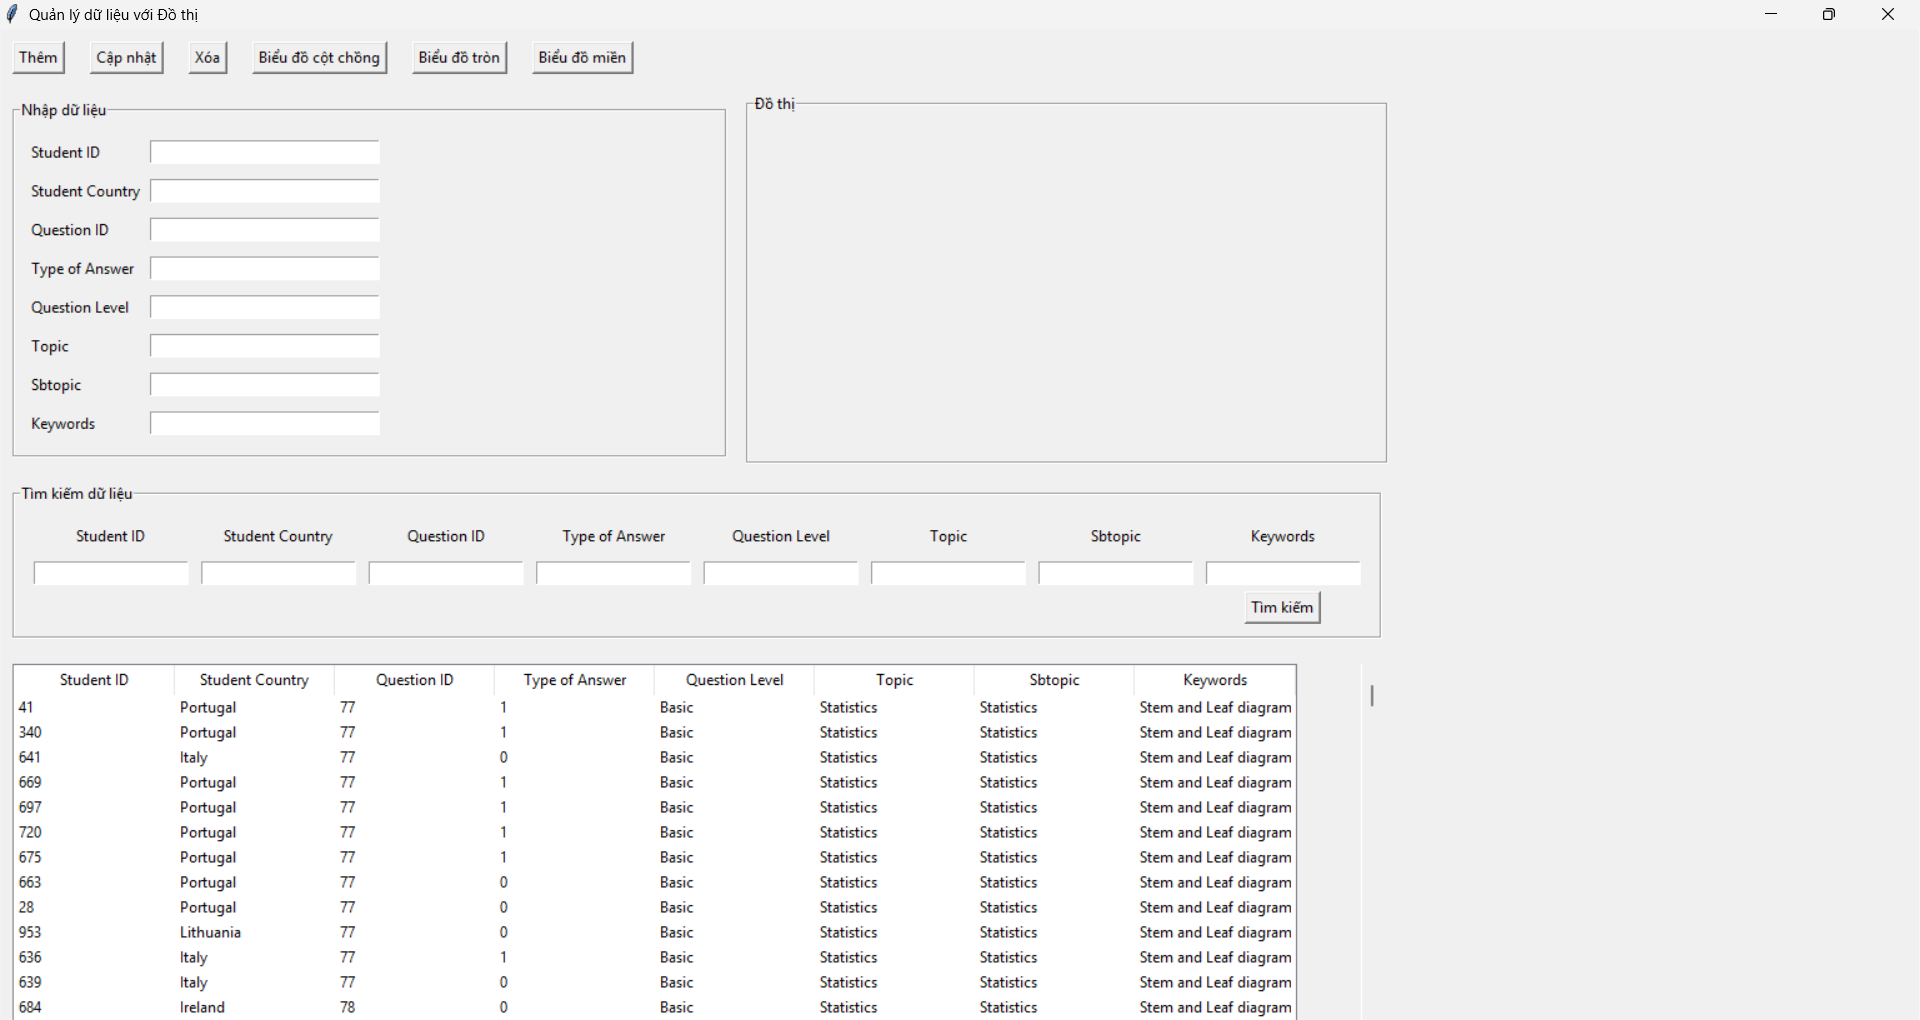 Quản lý dữ liệu với Đồ thị
Thêm Cập nhật Xóa Biểu đồ cột chồng Biểu đồ tròn Biểu đồ miền
Nhập dữ liệu
Student ID
Student Country
Question ID
Type of Answer
Question Level
Topic
Sbtopic
Keywords
Đồ thị
Tìm kiếm dữ liệu
Student ID Student Country Question ID Type of Answer Question Level Topic Sbtopic Keywords
Tìm kiếm
Student ID Student Country Question ID Type of Answer Question Level Topic Sbtopic Keywords
41 Portugal 77 1 Basic Statistics Statistics Stem and Leaf diagram
340 Portugal 77 1 Basic Statistics Statistics Stem and Leaf diagram
641 Italy 77 0 Basic Statistics Statistics Stem and Leaf diagram
669 Portugal 77 1 Basic Statistics Statistics Stem and Leaf diagram
697 Portugal 77 1 Basic Statistics Statistics Stem and Leaf diagram
720 Portugal 77 1 Basic Statistics Statistics Stem and Leaf diagram
675 Portugal 77 1 Basic Statistics Statistics Stem and Leaf diagram
663 Portugal 77 0 Basic Statistics Statistics Stem and Leaf diagram
28 Portugal 77 0 Basic Statistics Statistics Stem and Leaf diagram
953 Lithuania 77 0 Basic Statistics Statistics Stem and Leaf diagram
636 Italy 77 1 Basic Statistics Statistics Stem and Leaf diagram
639 Italy 77 0 Basic Statistics Statistics Stem and Leaf diagram
684 Ireland 78 0 Basic Statistics Statistics Stem and Leaf diagram